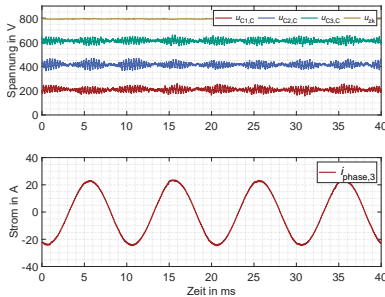 Spannung in V
800
600
400
200
0
u_C1,C u_C2,C u_C3,C u_zk
0 5 10 15 20 25 30 35 40
Strom in A
40
20
0
-20
-40
i_phase,3
0 5 10 15 20 25 30 35 40
Zeit in ms